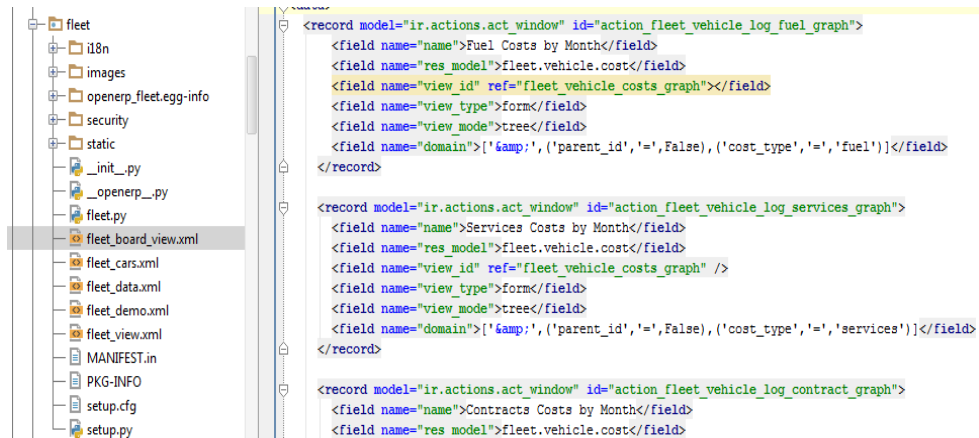 fleet
i18n
images
openerp_fleet.egg-info
security
static
__init__.py
__openerp__.py
fleet.py
fleet_board_view.xml
fleet_cars.xml
fleet_data.xml
fleet_demo.xml
fleet_view.xml
MANIFEST.in
PKG-INFO
setup.cfg
setup.py
<data>
<record model="ir.actions.act_window" id="action_fleet_vehicle_log_fuel_graph">
<field name="name">Fuel Costs by Month</field>
<field name="res_model">fleet.vehicle.cost</field>
<field name="view_id" ref="fleet_vehicle_costs_graph"></field>
<field name="view_type">form</field>
<field name="view_mode">tree</field>
<field name="domain">['&amp;',('parent_id','=',False),('cost_type','=','fuel')]</field>
</record>
<record model="ir.actions.act_window" id="action_fleet_vehicle_log_services_graph">
<field name="name">Services Costs by Month</field>
<field name="res_model">fleet.vehicle.cost</field>
<field name="view_id" ref="fleet_vehicle_costs_graph" />
<field name="view_type">form</field>
<field name="view_mode">tree</field>
<field name="domain">['&amp;',('parent_id','=',False),('cost_type','=','services')]</field>
</record>
<record model="ir.actions.act_window" id="action_fleet_vehicle_log_contract_graph">
<field name="name">Contracts Costs by Month</field>
<field name="res_model">fleet.vehicle.cost</field>